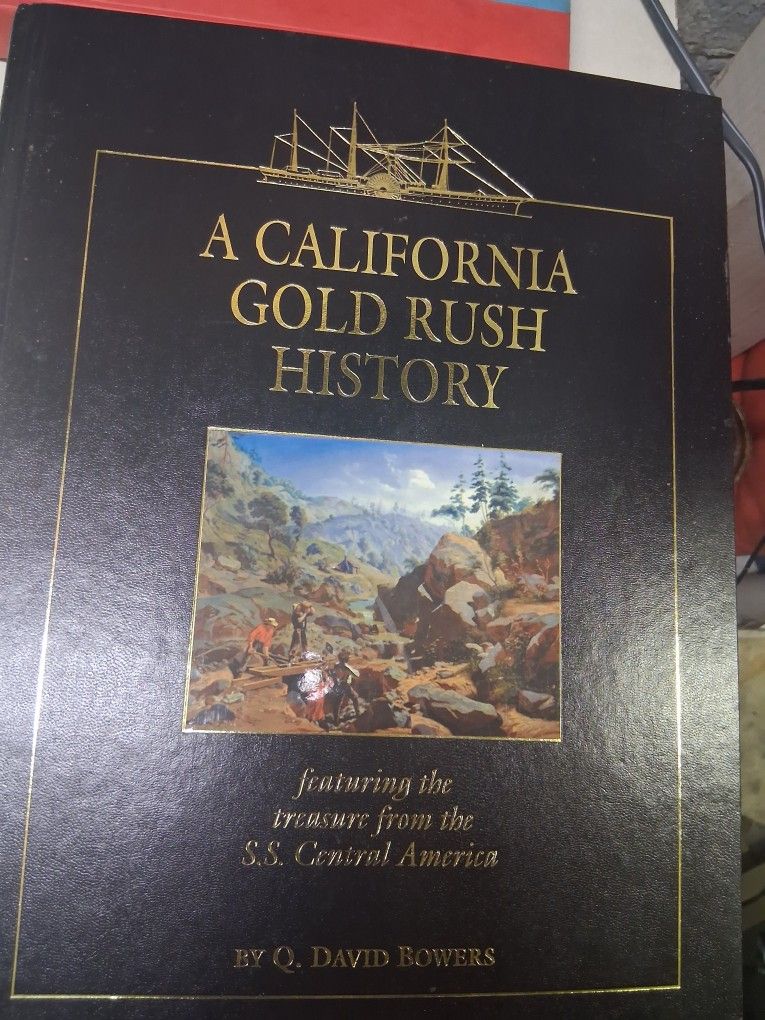 A CALIFORNIA
GOLD RUSH
HISTORY
featuring the
treasure from the
S.S. Central America
BY Q. DAVID BOWERS